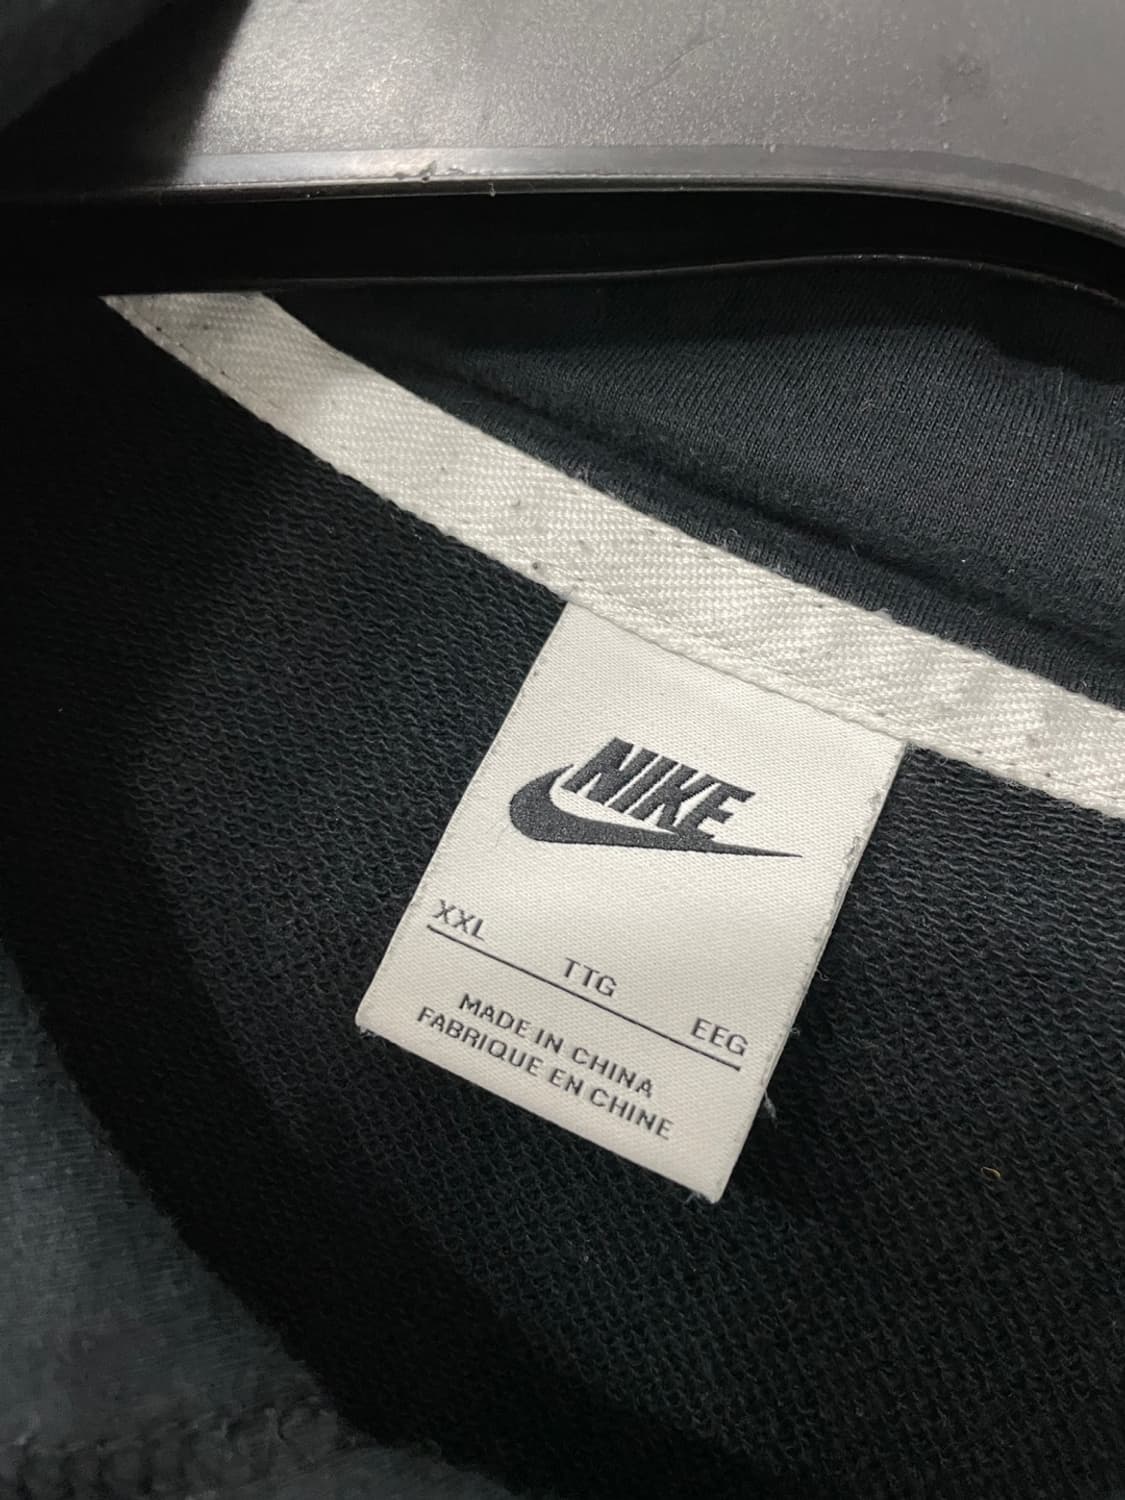 NIKE
XXL TTG EEG
MADE IN CHINA
FABRIQUE EN CHINE